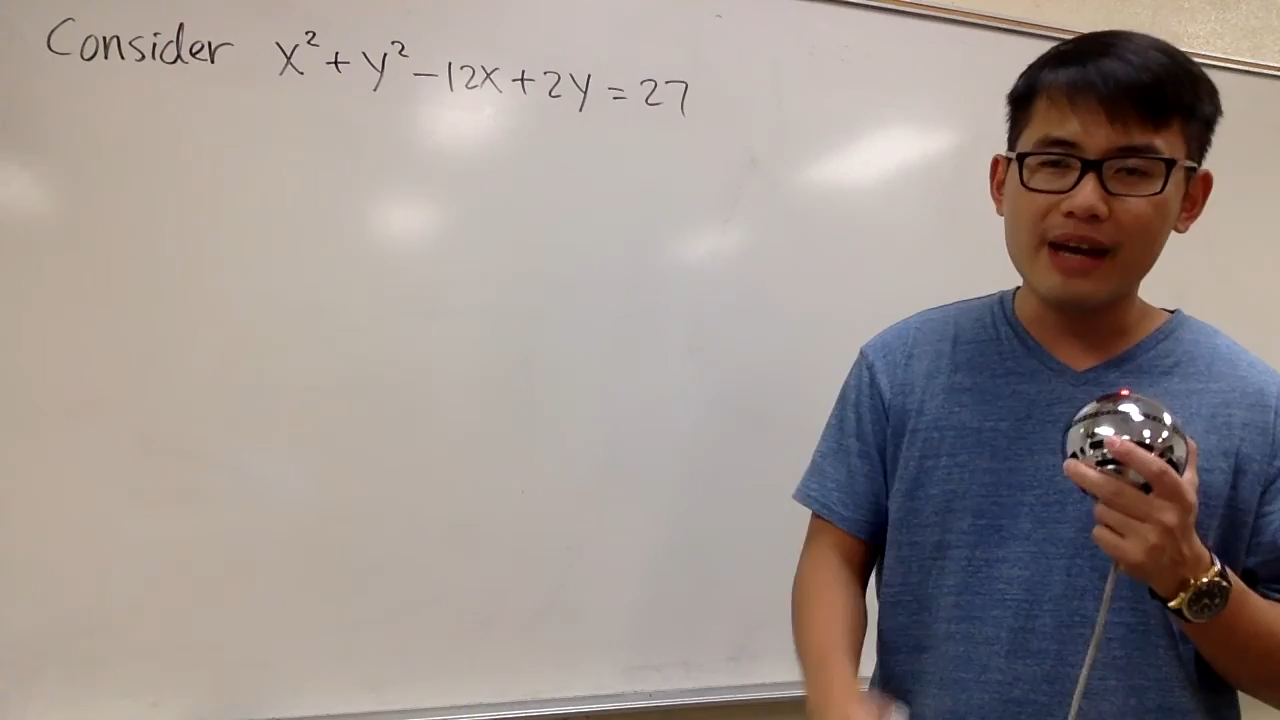 Consider x² + y² - 12x + 2y = 27